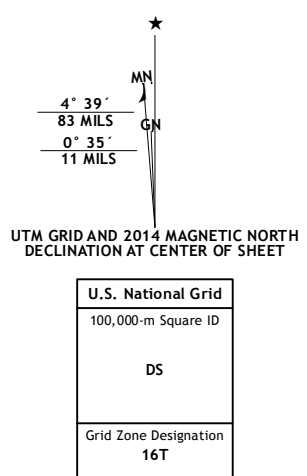 ★
MN
4° 39´
83 MILS
GN
0° 35´
11 MILS
UTM GRID AND 2014 MAGNETIC NORTH
DECLINATION AT CENTER OF SHEET
U.S. National Grid
100,000-m Square ID
DS
Grid Zone Designation
16T